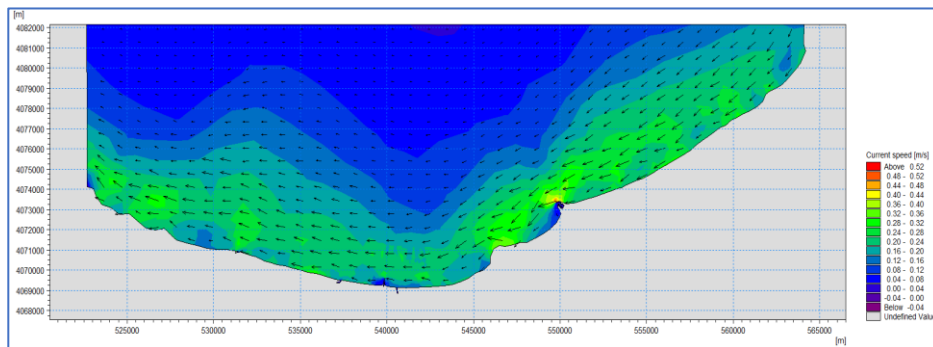 [m]
4082000
4081000
4080000
4079000
4078000
4077000
4076000
4075000
4074000
4073000
4072000
4071000
4070000
4069000
4068000
525000 530000 535000 540000 545000 550000 555000 560000 565000
[m]
Current speed [m/s]
Above 0.52
0.48 - 0.52
0.44 - 0.48
0.40 - 0.44
0.36 - 0.40
0.32 - 0.36
0.28 - 0.32
0.24 - 0.28
0.20 - 0.24
0.16 - 0.20
0.12 - 0.16
0.08 - 0.12
0.04 - 0.08
0.00 - 0.04
-0.04 - 0.00
Below -0.04
Undefined Value